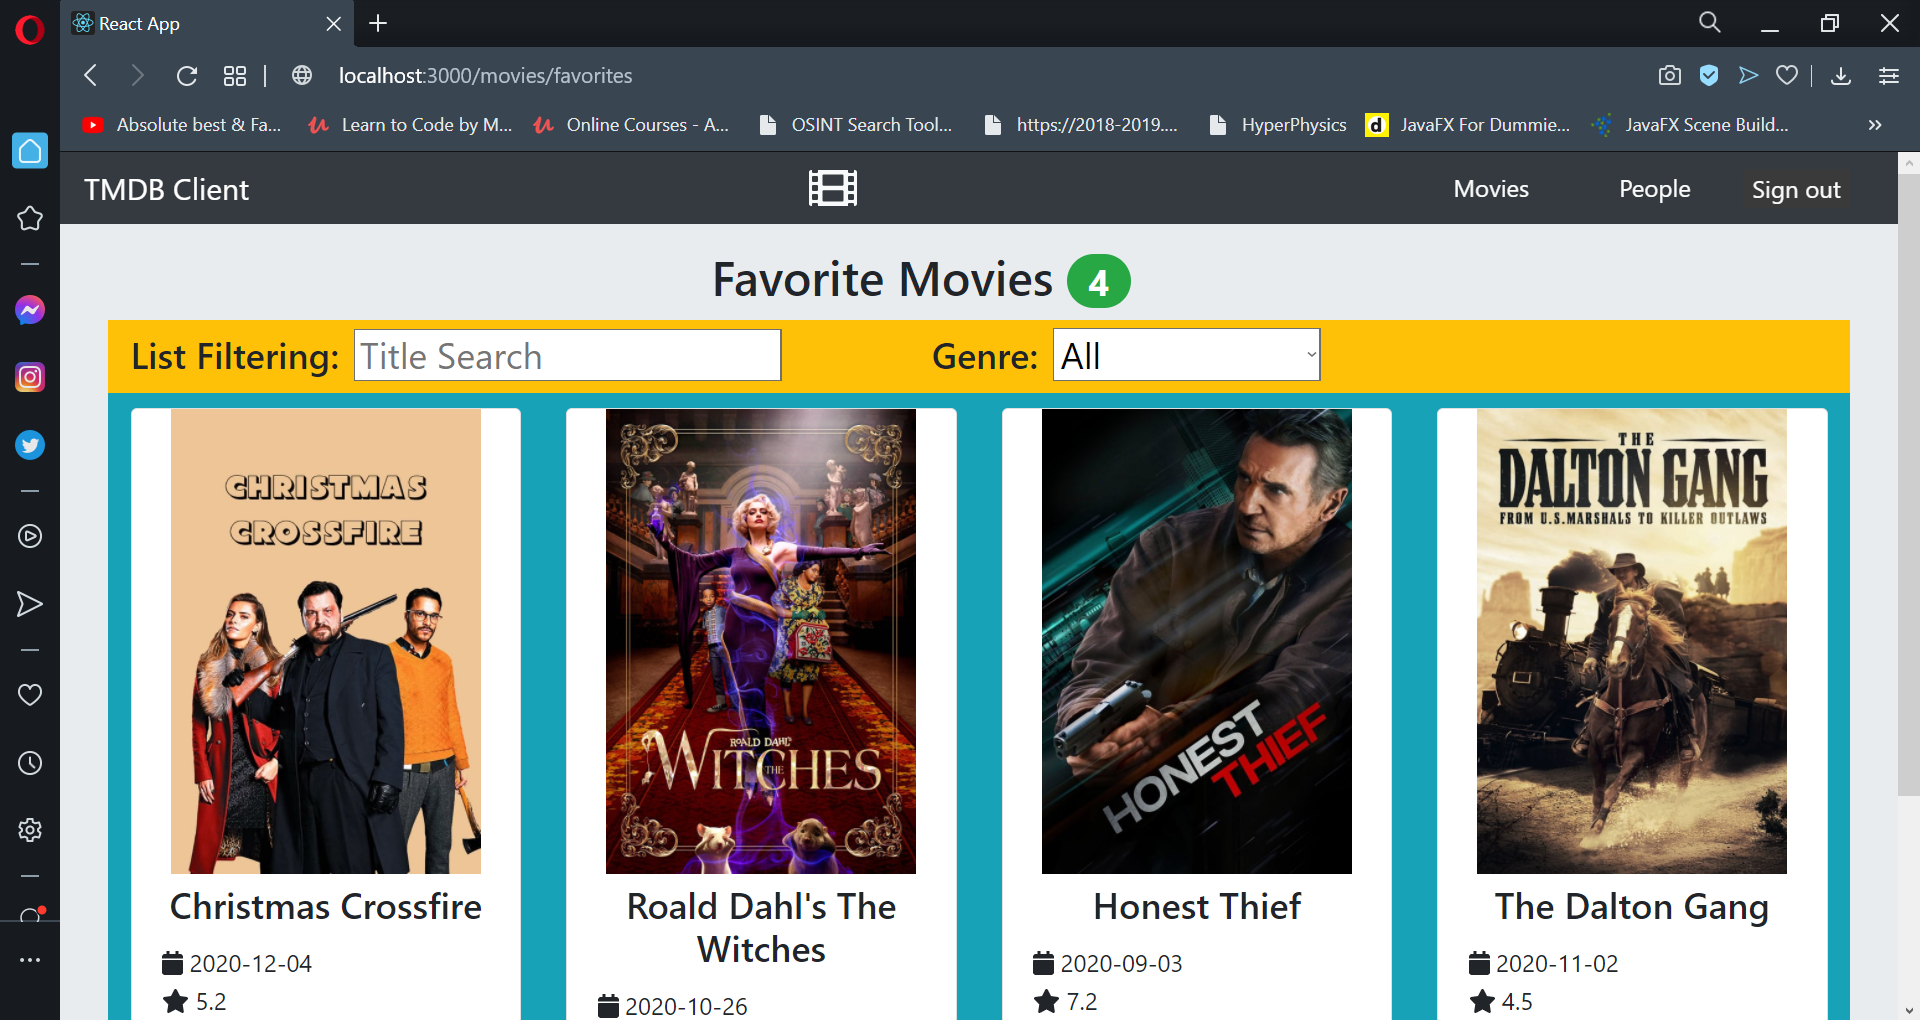 React App
localhost:3000/movies/favorites
Absolute best & Fa...
Learn to Code by M...
Online Courses - A...
OSINT Search Tool...
https://2018-2019....
HyperPhysics
d
JavaFX For Dummie...
JavaFX Scene Build...
TMDB Client
Movies
People
Sign out
Favorite Movies 4
List Filtering:
Title Search
Genre:
All
CHRISTMAS
CROSSFIRE
ROALD DAHL'S
THE
WITCHES
HONEST
THIEF
THE
DALTON GANG
FROM U.S. MARSHALS TO KILLER OUTLAWS
Christmas Crossfire
2020-12-04
5.2
Roald Dahl's The
Witches
2020-10-26
Honest Thief
2020-09-03
7.2
The Dalton Gang
2020-11-02
4.5